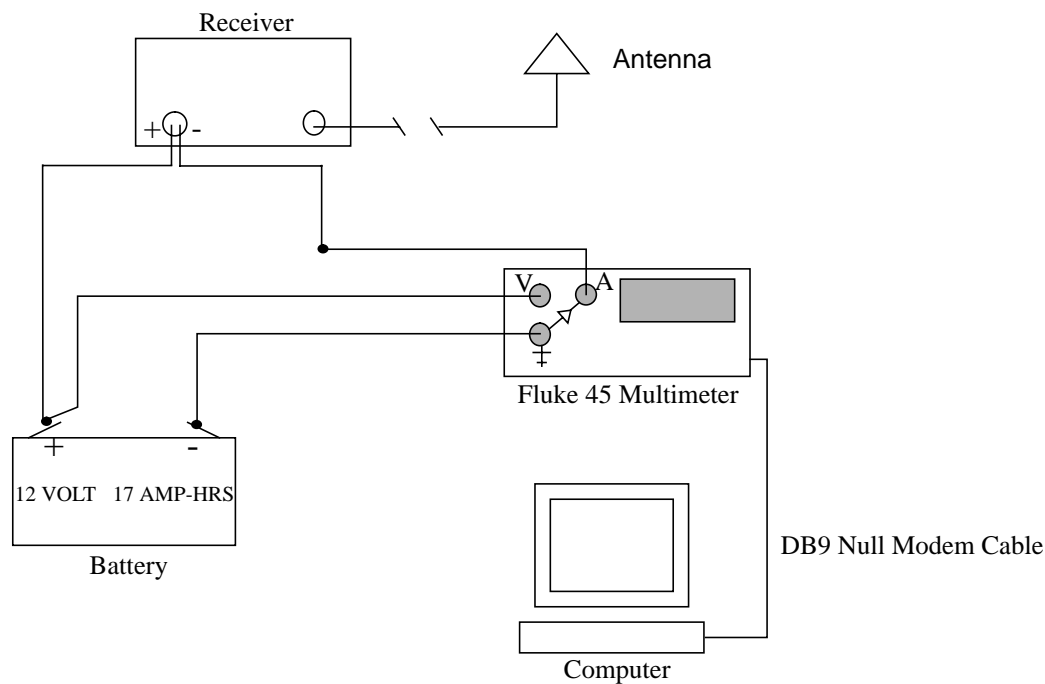 Receiver
Antenna
+ -
V A
Fluke 45 Multimeter
+ -
12 VOLT 17 AMP-HRS
Battery
DB9 Null Modem Cable
Computer